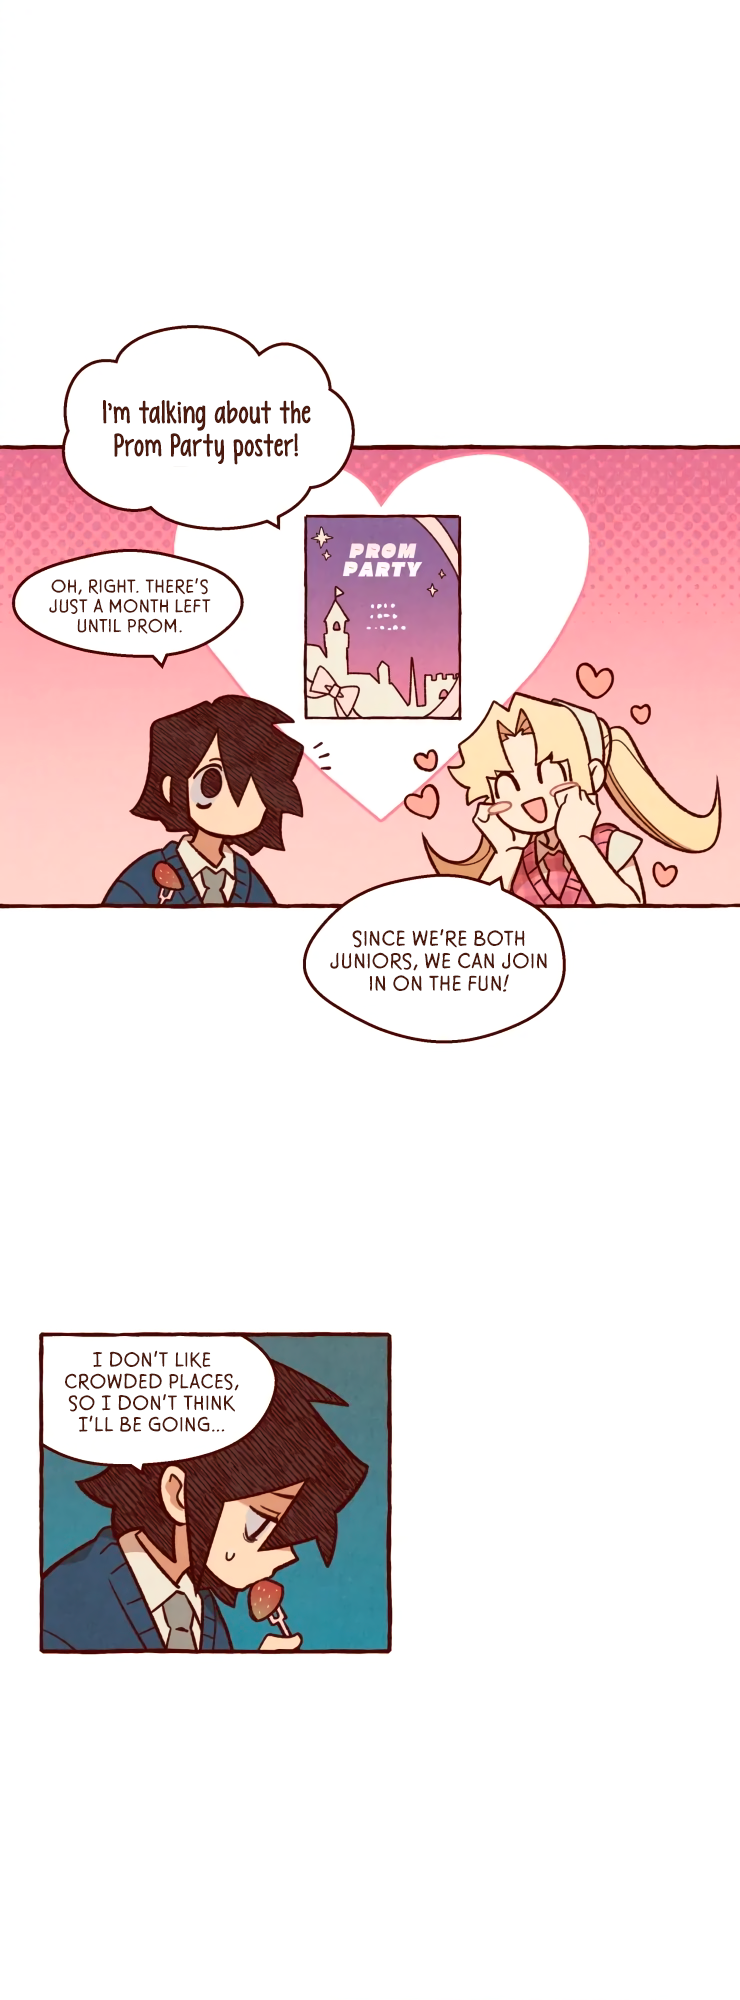 I'm talking about the
Prom Party poster!
PROM
PARTY
OH, RIGHT. THERE'S
JUST A MONTH LEFT
UNTIL PROM.
SINCE WE'RE BOTH
JUNIORS, WE CAN JOIN
IN ON THE FUN!
I DON'T LIKE
CROWDED PLACES,
SO I DON'T THINK
I'LL BE GOING...